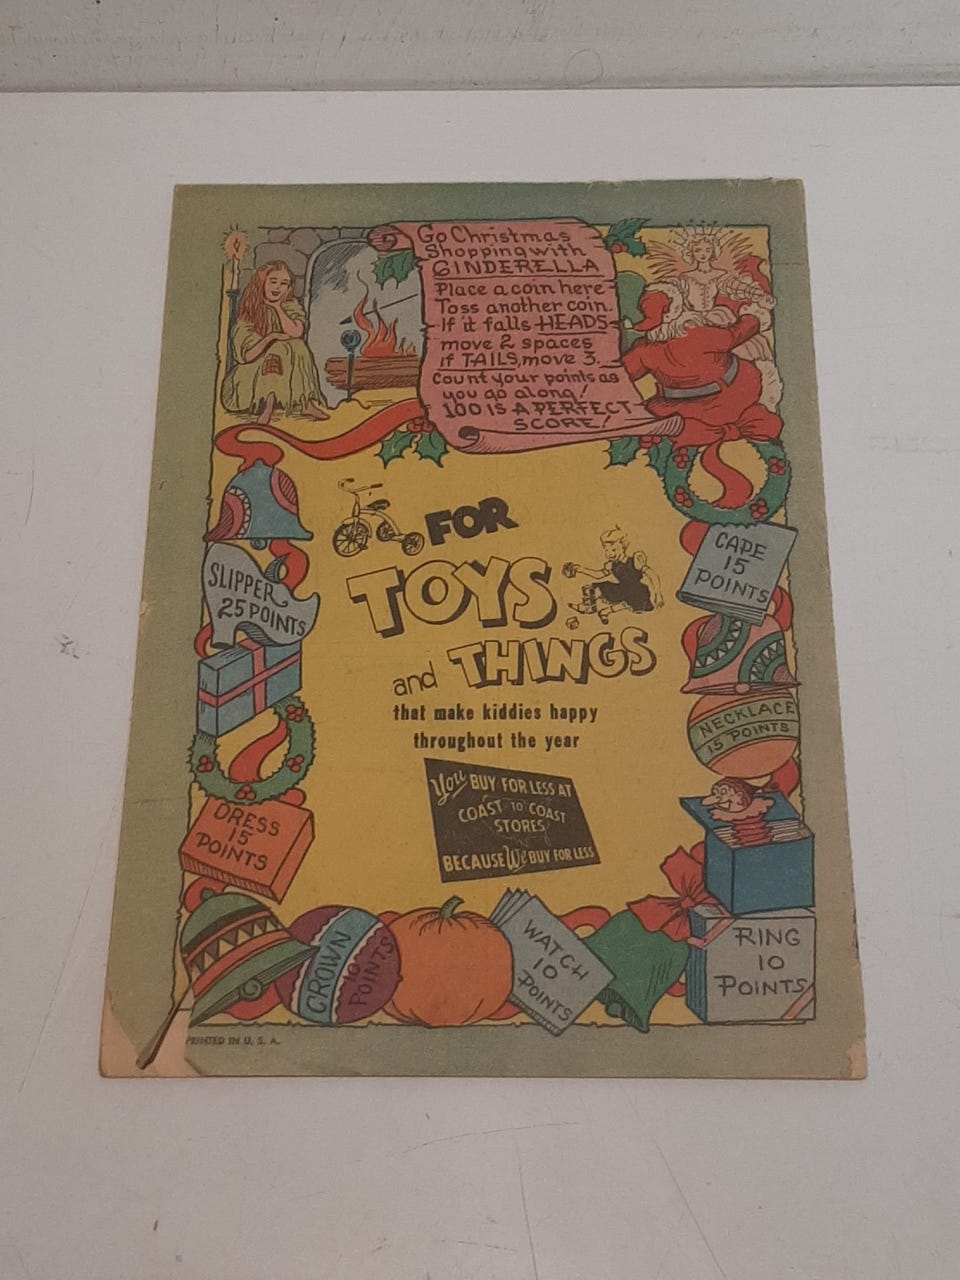 Go Christmas
Shopping with
CINDERELLA
Place a coin here
Toss another coin.
If it falls HEADS
move 2 spaces
if TAILS, move 3.
Count your points as
you go along!
100 IS A PERFECT
SCORE!
FOR
TOYS
and THINGS
that make kiddies happy
throughout the year
You BUY FOR LESS AT
COAST TO COAST
STORES
BECAUSE We BUY FOR LESS
SLIPPER
25 POINTS
DRESS
15
POINTS
CROWN
10
POINTS
WATCH
10
POINTS
RING
10
POINTS
NECKLACE
15 POINTS
CAPE
15
POINTS
PRINTED IN U. S. A.